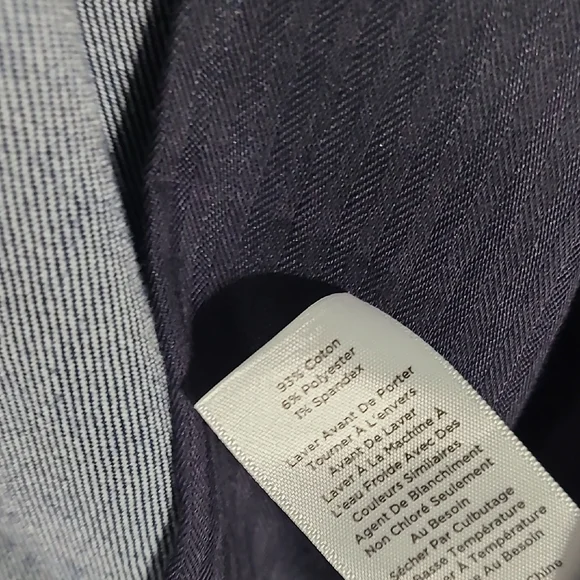 93% Coton
6% Polyester
1% Spandex
Laver Avant De Porter
Tourner À L'envers
Avant De Laver
Laver À La Machine À
L'eau Froide Avec Des
Couleurs Similaires
Agent De Blanchiment
Non Chloré Seulement
Au Besoin
Sécher Par Culbutage
Basse Température
À Température
Au Besoin